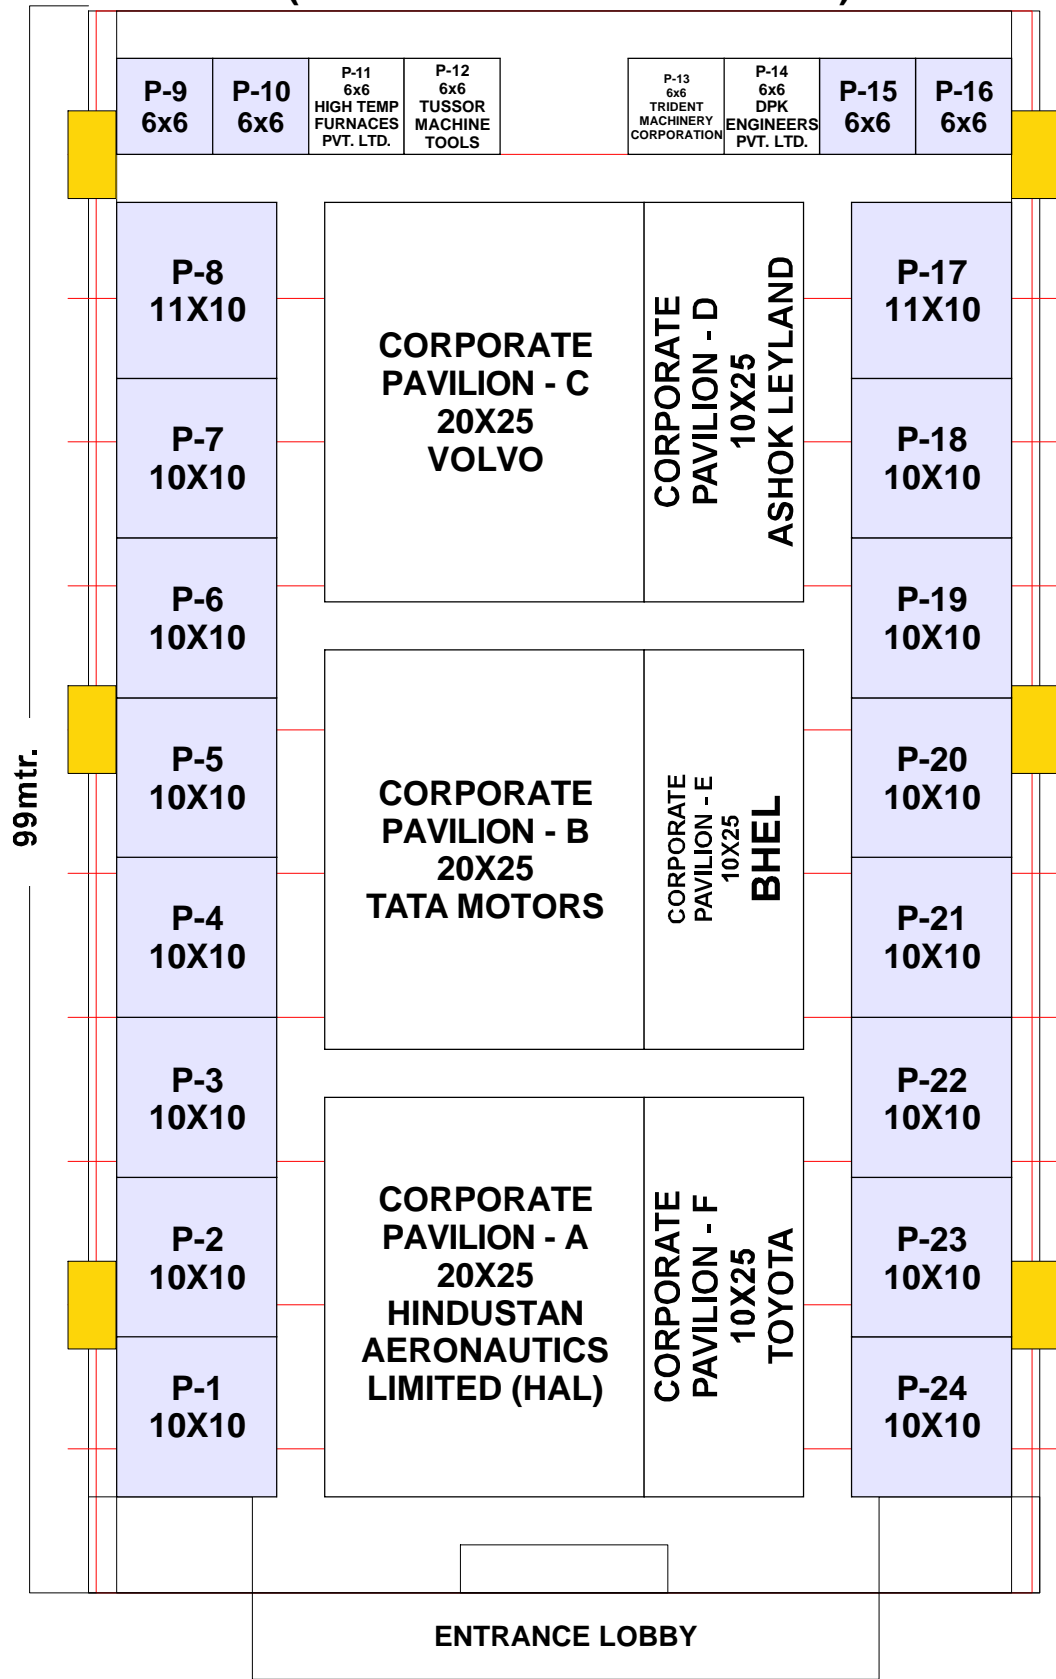 P-9
6x6
P-10
6x6
P-11
6x6
HIGH TEMP
FURNACES
PVT. LTD.
P-12
6x6
TUSSOR
MACHINE
TOOLS
P-13
6x6
TRIDENT
MACHINERY
CORPORATION
P-14
6x6
DPK
ENGINEERS
PVT. LTD.
P-15
6x6
P-16
6x6
P-8
11X10
CORPORATE
PAVILION - C
20X25
VOLVO
CORPORATE
PAVILION - D
10X25
ASHOK LEYLAND
P-17
11X10
P-7
10X10
P-18
10X10
P-6
10X10
P-19
10X10
99mtr.
P-5
10X10
CORPORATE
PAVILION - B
20X25
TATA MOTORS
CORPORATE
PAVILION - E
10X25
BHEL
P-20
10X10
P-4
10X10
P-21
10X10
P-3
10X10
P-22
10X10
P-2
10X10
CORPORATE
PAVILION - A
20X25
HINDUSTAN
AERONAUTICS
LIMITED (HAL)
CORPORATE
PAVILION - F
10X25
TOYOTA
P-23
10X10
P-1
10X10
P-24
10X10
ENTRANCE LOBBY